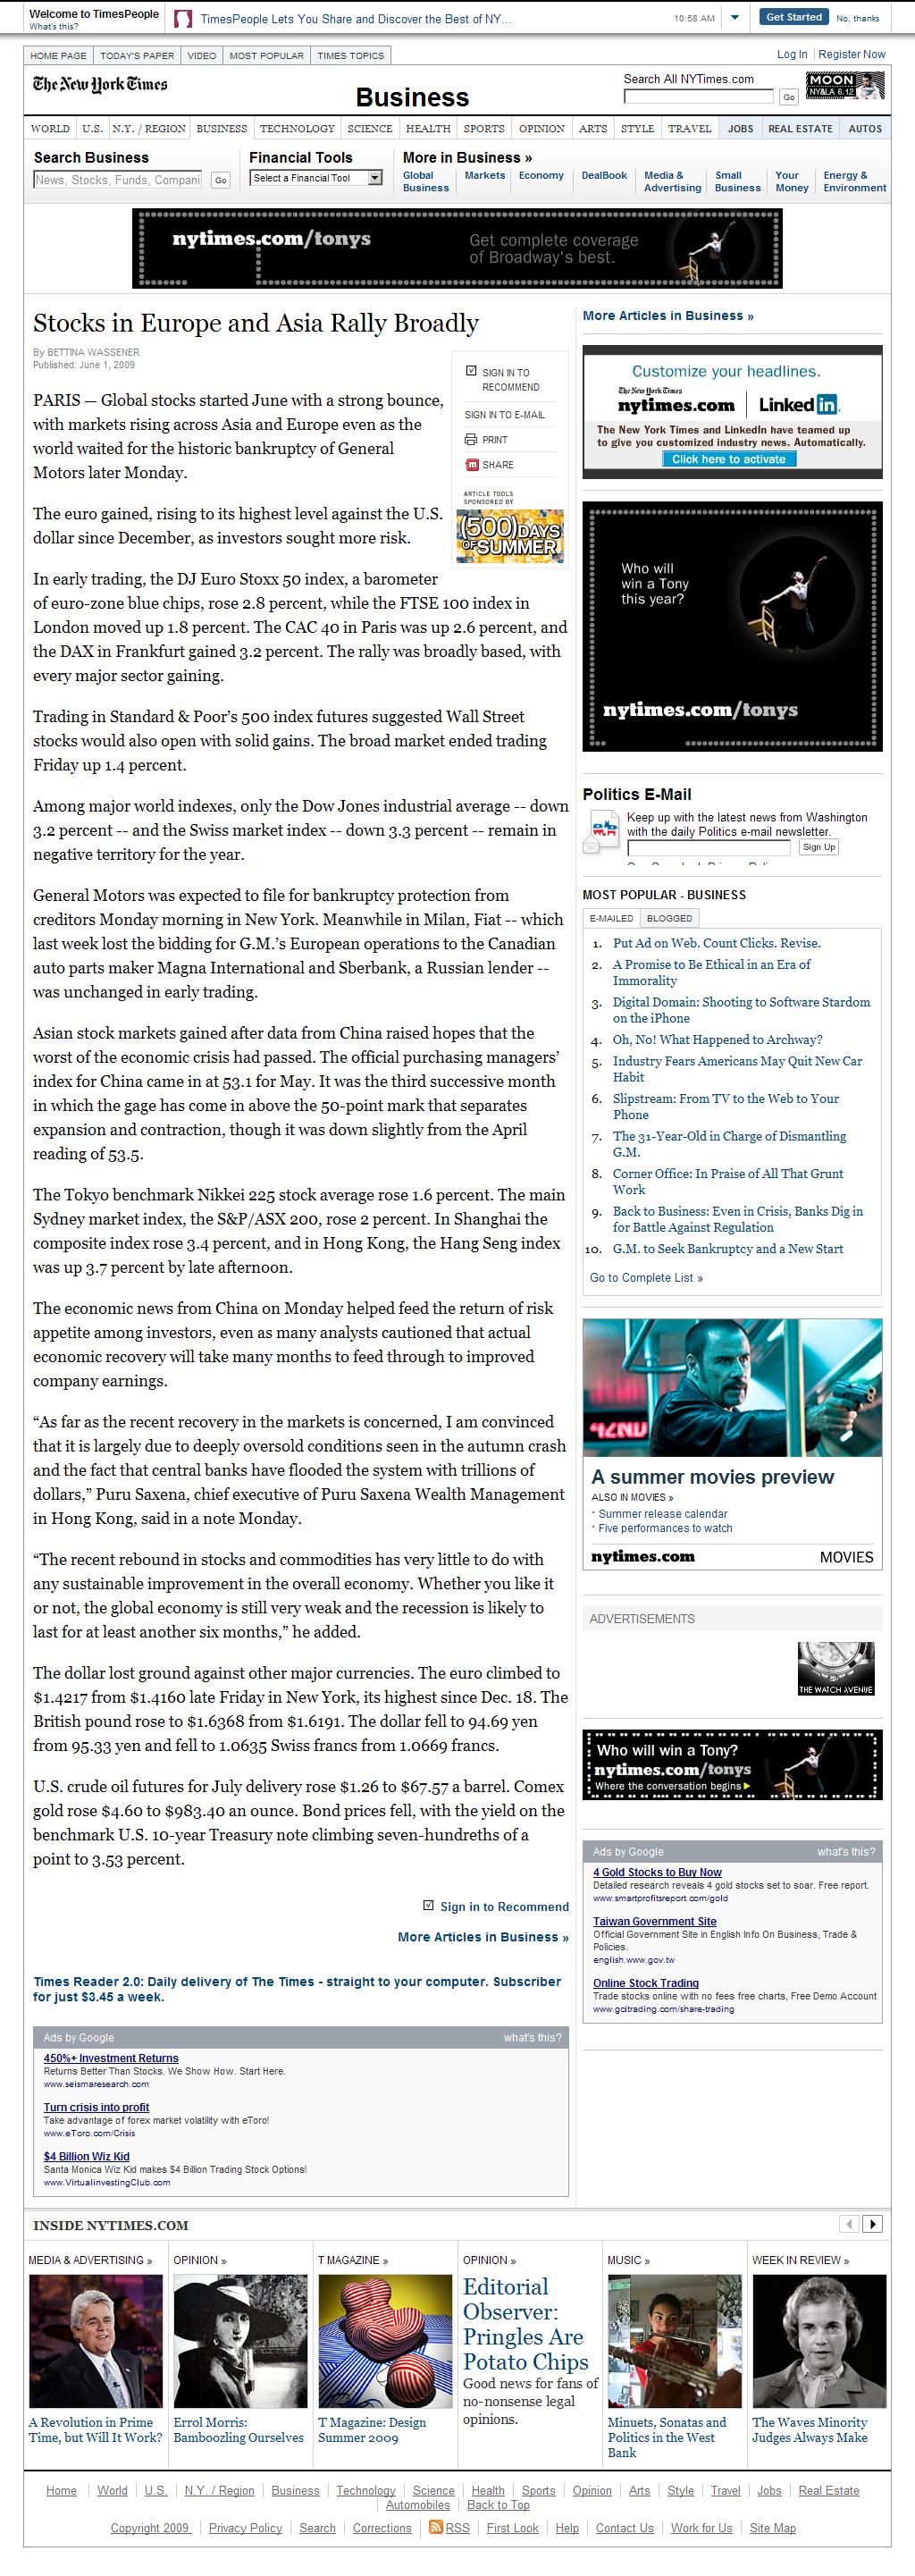 Welcome to TimesPeople
What's this?
TimesPeople Lets You Share and Discover the Best of NY...
10:58 AM
Get Started
No, thanks
HOME PAGE
TODAY'S PAPER
VIDEO
MOST POPULAR
TIMES TOPICS
Log In
Register Now
The New York Times
Business
Search All NYTimes.com
Go
MOON
NY&LA 6.12
WORLD
U.S.
N.Y. / REGION
BUSINESS
TECHNOLOGY
SCIENCE
HEALTH
SPORTS
OPINION
ARTS
STYLE
TRAVEL
JOBS
REAL ESTATE
AUTOS
Search Business
News, Stocks, Funds, Compani
Go
Financial Tools
Select a Financial Tool
More in Business »
Global
Business
Markets
Economy
DealBook
Media &
Advertising
Small
Business
Your
Money
Energy &
Environment
nytimes.com/tonys
Get complete coverage
of Broadway's best.
Stocks in Europe and Asia Rally Broadly
By BETTINA WASSENER
Published: June 1, 2009
SIGN IN TO
RECOMMEND
SIGN IN TO E-MAIL
PRINT
SHARE
ARTICLE TOOLS
SPONSORED BY
(500) DAYS
OF SUMMER
PARIS — Global stocks started June with a strong bounce,
with markets rising across Asia and Europe even as the
world waited for the historic bankruptcy of General
Motors later Monday.
The euro gained, rising to its highest level against the U.S.
dollar since December, as investors sought more risk.
In early trading, the DJ Euro Stoxx 50 index, a barometer
of euro-zone blue chips, rose 2.8 percent, while the FTSE 100 index in
London moved up 1.8 percent. The CAC 40 in Paris was up 2.6 percent, and
the DAX in Frankfurt gained 3.2 percent. The rally was broadly based, with
every major sector gaining.
Trading in Standard & Poor's 500 index futures suggested Wall Street
stocks would also open with solid gains. The broad market ended trading
Friday up 1.4 percent.
Among major world indexes, only the Dow Jones industrial average -- down
3.2 percent -- and the Swiss market index -- down 3.3 percent -- remain in
negative territory for the year.
General Motors was expected to file for bankruptcy protection from
creditors Monday morning in New York. Meanwhile in Milan, Fiat -- which
last week lost the bidding for G.M.'s European operations to the Canadian
auto parts maker Magna International and Sberbank, a Russian lender --
was unchanged in early trading.
Asian stock markets gained after data from China raised hopes that the
worst of the economic crisis had passed. The official purchasing managers'
index for China came in at 53.1 for May. It was the third successive month
in which the gage has come in above the 50-point mark that separates
expansion and contraction, though it was down slightly from the April
reading of 53.5.
The Tokyo benchmark Nikkei 225 stock average rose 1.6 percent. The main
Sydney market index, the S&P/ASX 200, rose 2 percent. In Shanghai the
composite index rose 3.4 percent, and in Hong Kong, the Hang Seng index
was up 3.7 percent by late afternoon.
The economic news from China on Monday helped feed the return of risk
appetite among investors, even as many analysts cautioned that actual
economic recovery will take many months to feed through to improved
company earnings.
“As far as the recent recovery in the markets is concerned, I am convinced
that it is largely due to deeply oversold conditions seen in the autumn crash
and the fact that central banks have flooded the system with trillions of
dollars,” Puru Saxena, chief executive of Puru Saxena Wealth Management
in Hong Kong, said in a note Monday.
“The recent rebound in stocks and commodities has very little to do with
any sustainable improvement in the overall economy. Whether you like it
or not, the global economy is still very weak and the recession is likely to
last for at least another six months,” he added.
The dollar lost ground against other major currencies. The euro climbed to
$1.4217 from $1.4160 late Friday in New York, its highest since Dec. 18. The
British pound rose to $1.6368 from $1.6191. The dollar fell to 94.69 yen
from 95.33 yen and fell to 1.0635 Swiss francs from 1.0669 francs.
U.S. crude oil futures for July delivery rose $1.26 to $67.57 a barrel. Comex
gold rose $4.60 to $983.40 an ounce. Bond prices fell, with the yield on the
benchmark U.S. 10-year Treasury note climbing seven-hundreths of a
point to 3.53 percent.
Sign in to Recommend
More Articles in Business »
Times Reader 2.0: Daily delivery of The Times - straight to your computer. Subscriber
for just $3.45 a week.
Ads by Google
what's this?
450%+ Investment Returns
Returns Better Than Stocks. We Show How. Start Here.
www.seismaresearch.com
Turn crisis into profit
Take advantage of forex market volatility with eToro!
www.eToro.com/Crisis
$4 Billion Wiz Kid
Santa Monica Wiz Kid makes $4 Billion Trading Stock Options!
www.VirtualInvestingClub.com
More Articles in Business »
Customize your headlines.
The New York Times
nytimes.com
LinkedIn
The New York Times and LinkedIn have teamed up
to give you customized industry news. Automatically.
Click here to activate
Who will
win a Tony
this year?
nytimes.com/tonys
Politics E-Mail
Keep up with the latest news from Washington
with the daily Politics e-mail newsletter.
Sign Up
MOST POPULAR - BUSINESS
E-MAILED
BLOGGED
1. Put Ad on Web. Count Clicks. Revise.
2. A Promise to Be Ethical in an Era of
Immorality
3. Digital Domain: Shooting to Software Stardom
on the iPhone
4. Oh, No! What Happened to Archway?
5. Industry Fears Americans May Quit New Car
Habit
6. Slipstream: From TV to the Web to Your
Phone
7. The 31-Year-Old in Charge of Dismantling
G.M.
8. Corner Office: In Praise of All That Grunt
Work
9. Back to Business: Even in Crisis, Banks Dig in
for Battle Against Regulation
10. G.M. to Seek Bankruptcy and a New Start
Go to Complete List »
A summer movies preview
ALSO IN MOVIES »
· Summer release calendar
· Five performances to watch
nytimes.com
MOVIES
ADVERTISEMENTS
THE WATCH AVENUE
Who will win a Tony?
nytimes.com/tonys
Where the conversation begins
Ads by Google
what's this?
4 Gold Stocks to Buy Now
Detailed research reveals 4 gold stocks set to soar. Free report.
www.smartprofitsreport.com/gold
Taiwan Government Site
Official Government Site in English Info On Business, Trade &
Policies.
english.www.gov.tw
Online Stock Trading
Trade stocks online with no fees free charts, Free Demo Account
www.gcitrading.com/share-trading
INSIDE NYTIMES.COM
MEDIA & ADVERTISING »
A Revolution in Prime
Time, but Will It Work?
OPINION »
Errol Morris:
Bamboozling Ourselves
T MAGAZINE »
T Magazine: Design
Summer 2009
OPINION »
Editorial
Observer:
Pringles Are
Potato Chips
Good news for fans of
no-nonsense legal
opinions.
MUSIC »
Minuets, Sonatas and
Politics in the West
Bank
WEEK IN REVIEW »
The Waves Minority
Judges Always Make
Home
World
U.S.
N.Y. / Region
Business
Technology
Science
Health
Sports
Opinion
Arts
Style
Travel
Jobs
Real Estate
Automobiles
Back to Top
Copyright 2009
Privacy Policy
Search
Corrections
RSS
First Look
Help
Contact Us
Work for Us
Site Map